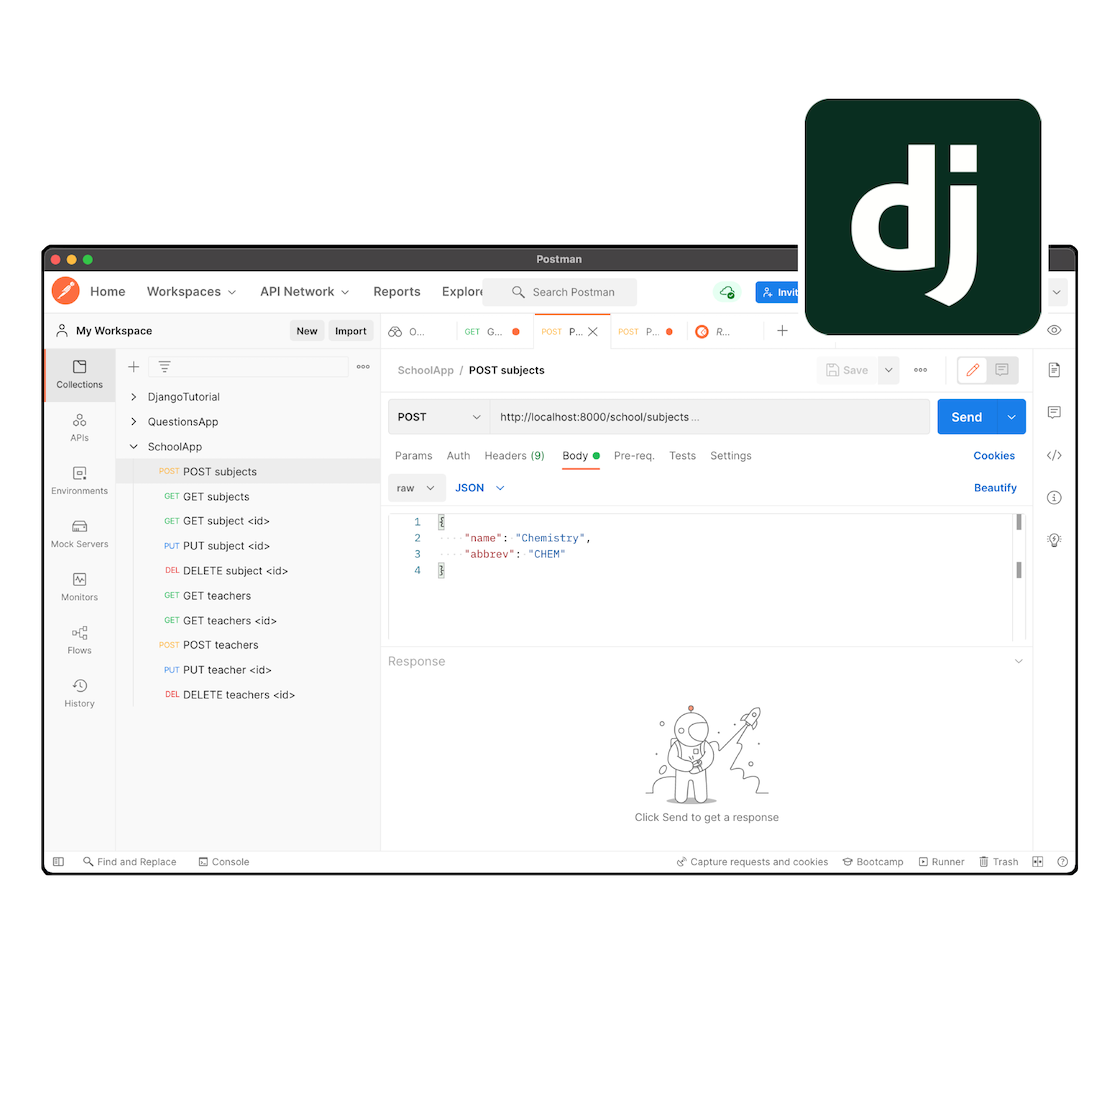 dj
Postman
Home Workspaces API Network Reports Explore Search Postman Invit
My Workspace New Import O... GET G... POST P... POST P... R...
Collections
APIs
Environments
Mock Servers
Monitors
Flows
History
DjangoTutorial
QuestionsApp
SchoolApp
POST POST subjects
GET GET subjects
GET GET subject <id>
PUT PUT subject <id>
DEL DELETE subject <id>
GET GET teachers
GET GET teachers <id>
POST POST teachers
PUT PUT teacher <id>
DEL DELETE teachers <id>
SchoolApp / POST subjects Save
POST http://localhost:8000/school/subjects ... Send
Params Auth Headers (9) Body Pre-req. Tests Settings Cookies
raw JSON Beautify
1 {
2 "name": "Chemistry",
3 "abbrev": "CHEM"
4 }
Response
Click Send to get a response
Find and Replace Console Capture requests and cookies Bootcamp Runner Trash